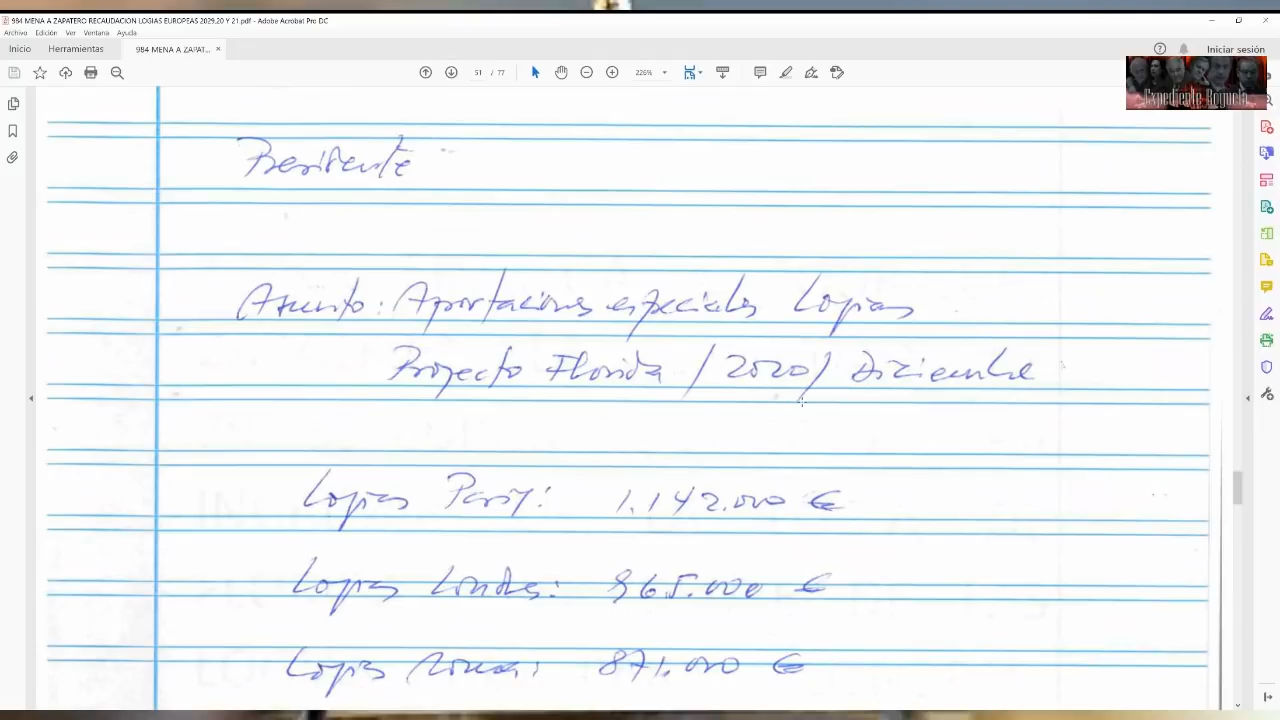 984 MENA A ZAPATERO RECAUDACION LOGIAS EUROPEAS 2029.20 Y 21.pdf - Adobe Acrobat Pro DC
Archivo Edición Ver Ventana Ayuda
Inicio Herramientas 984 MENA A ZAPAT... × Iniciar sesión
51 / 77 226%
Expediente Royuela
Presidente
Asunto: Aportaciones especiales Logias
Proyecto Florida / 2020 / Diciembre
Logias París: 1.142.000 €
Logias Londres: 965.000 €
Logias Roma: 871.000 €